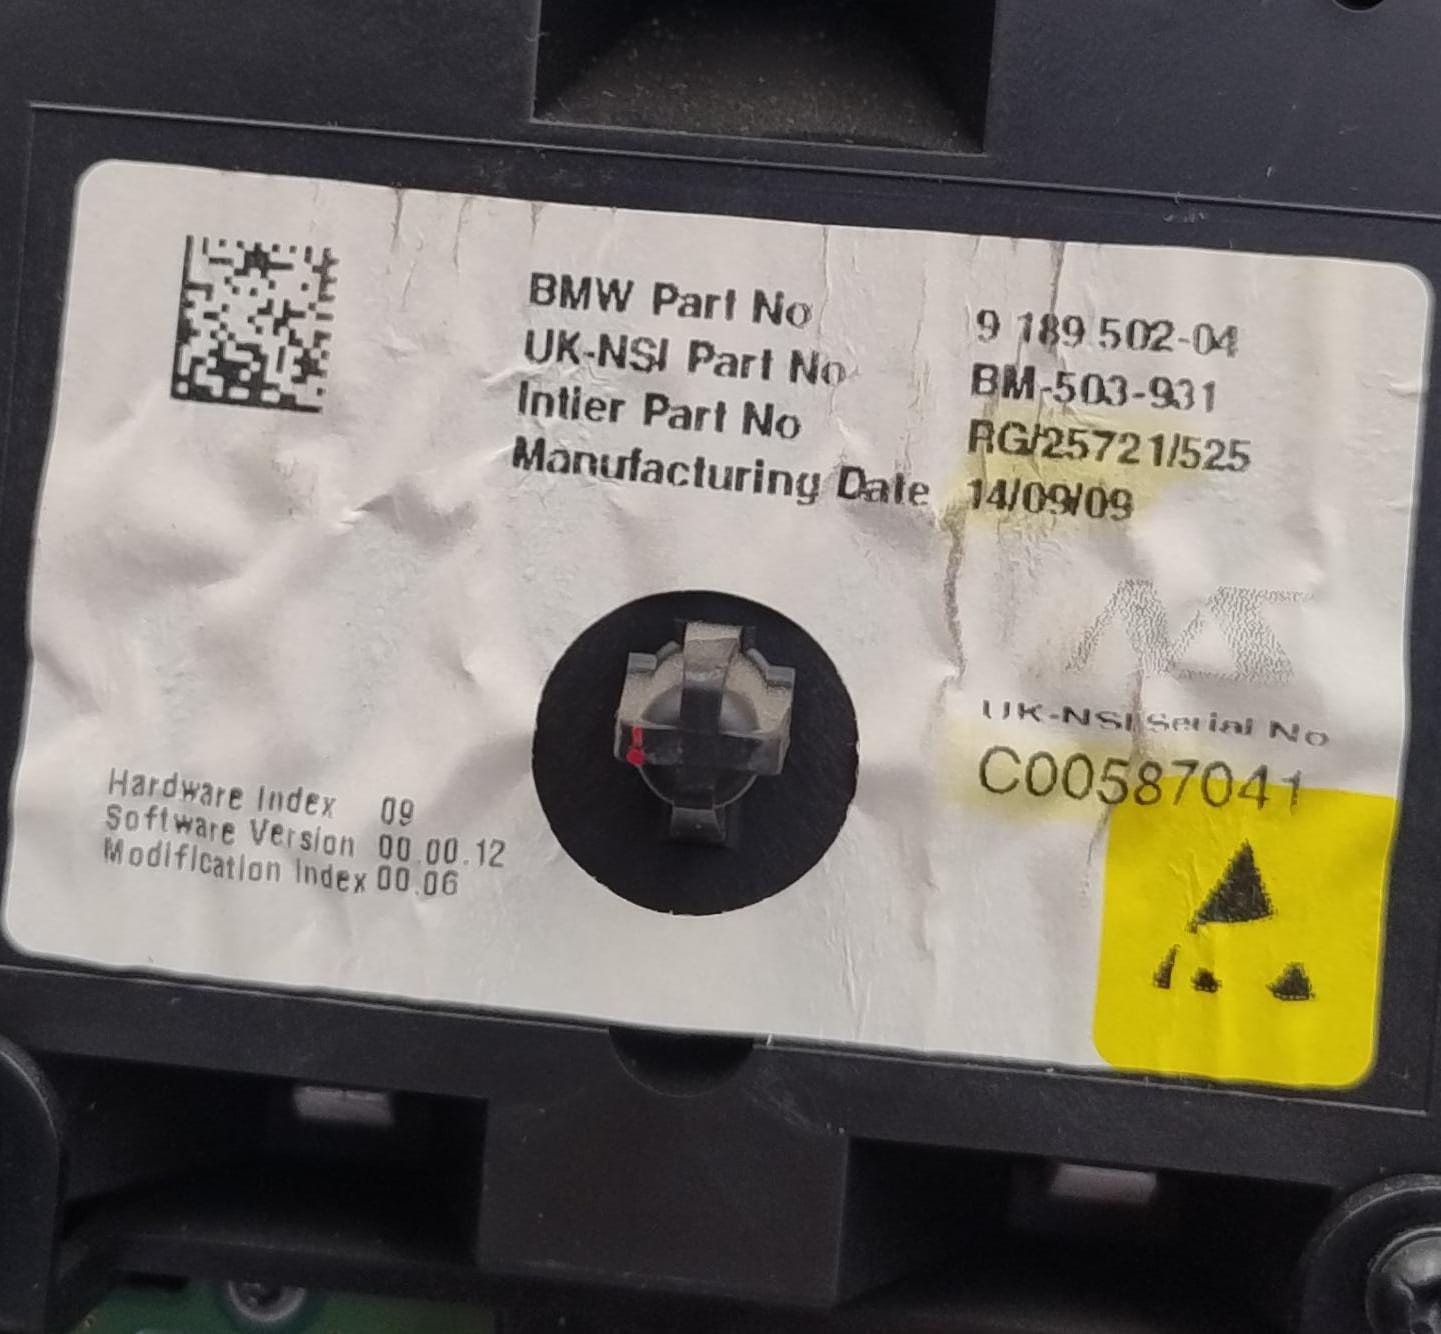 BMW Part No 9 189 502-04
UK-NSI Part No BM-503-931
Intier Part No RG/25721/525
Manufacturing Date 14/09/09
UK-NSI Serial No
C00587041
Hardware Index 09
Software Version 00.00.12
Modification Index 00.06